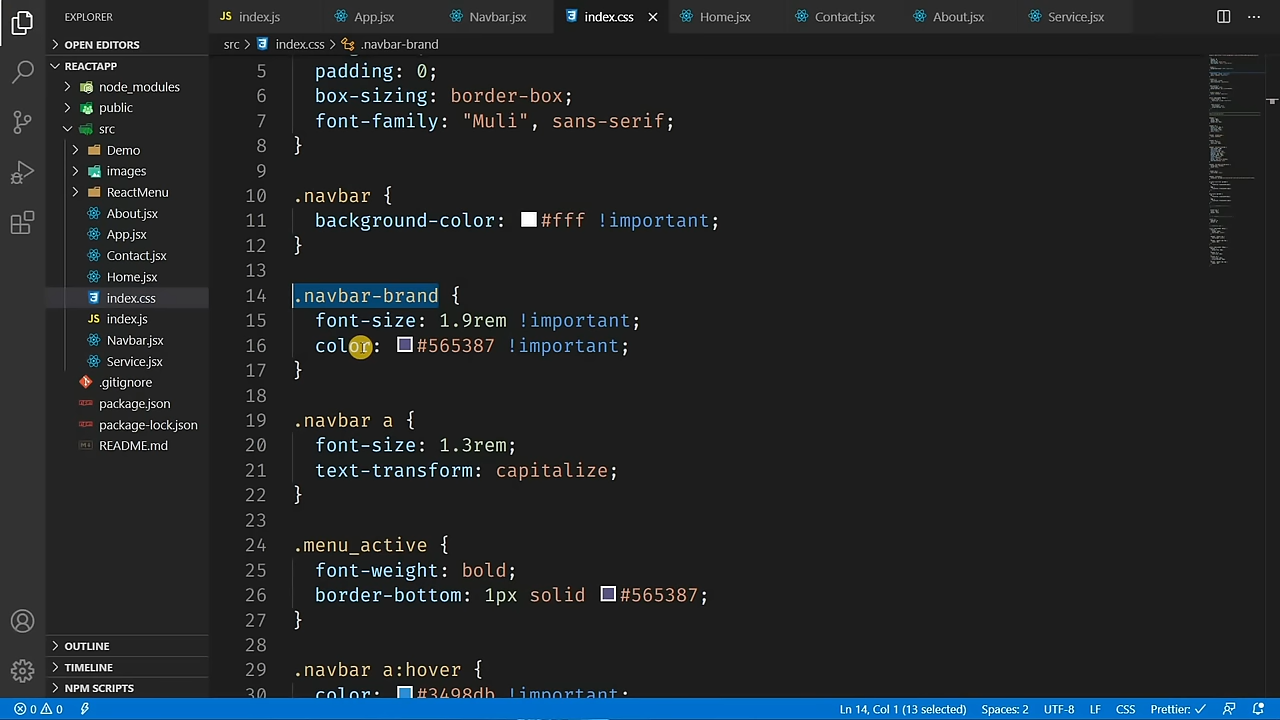 EXPLORER
OPEN EDITORS
REACTAPP
node_modules
public
src
Demo
images
ReactMenu
About.jsx
App.jsx
Contact.jsx
Home.jsx
index.css
JS index.js
Navbar.jsx
Service.jsx
.gitignore
package.json
package-lock.json
README.md
OUTLINE
TIMELINE
NPM SCRIPTS
JS index.js App.jsx Navbar.jsx index.css Home.jsx Contact.jsx About.jsx Service.jsx
src > index.css > .navbar-brand
5 padding: 0;
6 box-sizing: border-box;
7 font-family: "Muli", sans-serif;
8 }
9
10 .navbar {
11 background-color: #fff !important;
12 }
13
14 .navbar-brand {
15 font-size: 1.9rem !important;
16 color: #565387 !important;
17 }
18
19 .navbar a {
20 font-size: 1.3rem;
21 text-transform: capitalize;
22 }
23
24 .menu_active {
25 font-weight: bold;
26 border-bottom: 1px solid #565387;
27 }
28
29 .navbar a:hover {
30 color: #3498db !important;
0 0 Ln 14, Col 1 (13 selected) Spaces: 2 UTF-8 LF CSS Prettier: ✓